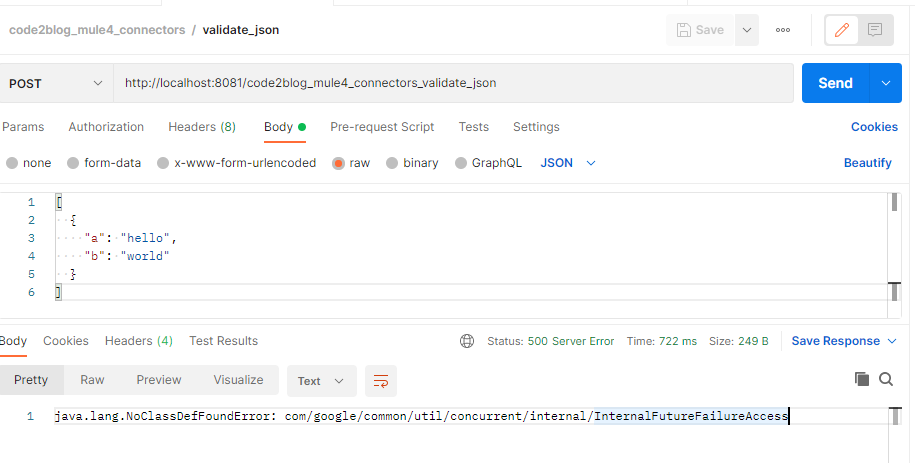 code2blog_mule4_connectors / validate_json
Save
POST http://localhost:8081/code2blog_mule4_connectors_validate_json Send
Params Authorization Headers (8) Body Pre-request Script Tests Settings Cookies
none form-data x-www-form-urlencoded raw binary GraphQL JSON Beautify
1 [
2 {
3 "a": "hello",
4 "b": "world"
5 }
6 ]
Body Cookies Headers (4) Test Results Status: 500 Server Error Time: 722 ms Size: 249 B Save Response
Pretty Raw Preview Visualize Text
1 java.lang.NoClassDefFoundError: com/google/common/util/concurrent/internal/InternalFutureFailureAccess